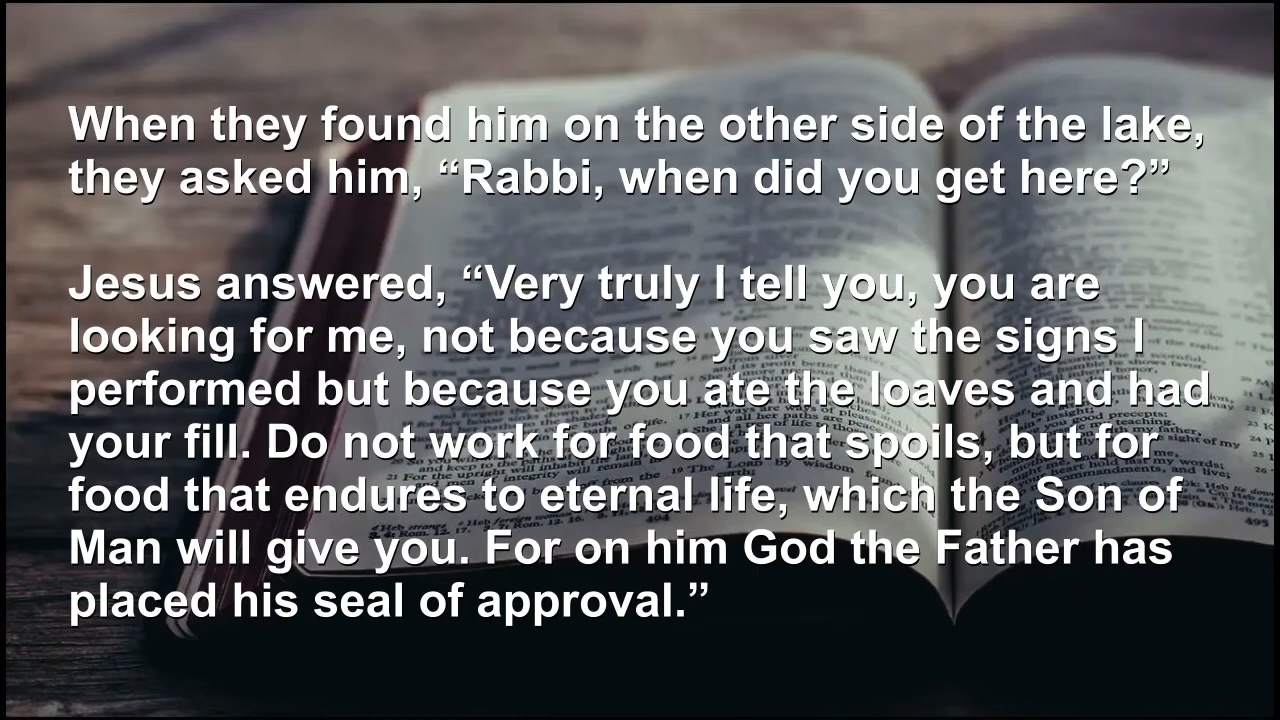 When they found him on the other side of the lake,
they asked him, “Rabbi, when did you get here?”
Jesus answered, “Very truly I tell you, you are
looking for me, not because you saw the signs I
performed but because you ate the loaves and had
your fill. Do not work for food that spoils, but for
food that endures to eternal life, which the Son of
Man will give you. For on him God the Father has
placed his seal of approval.”